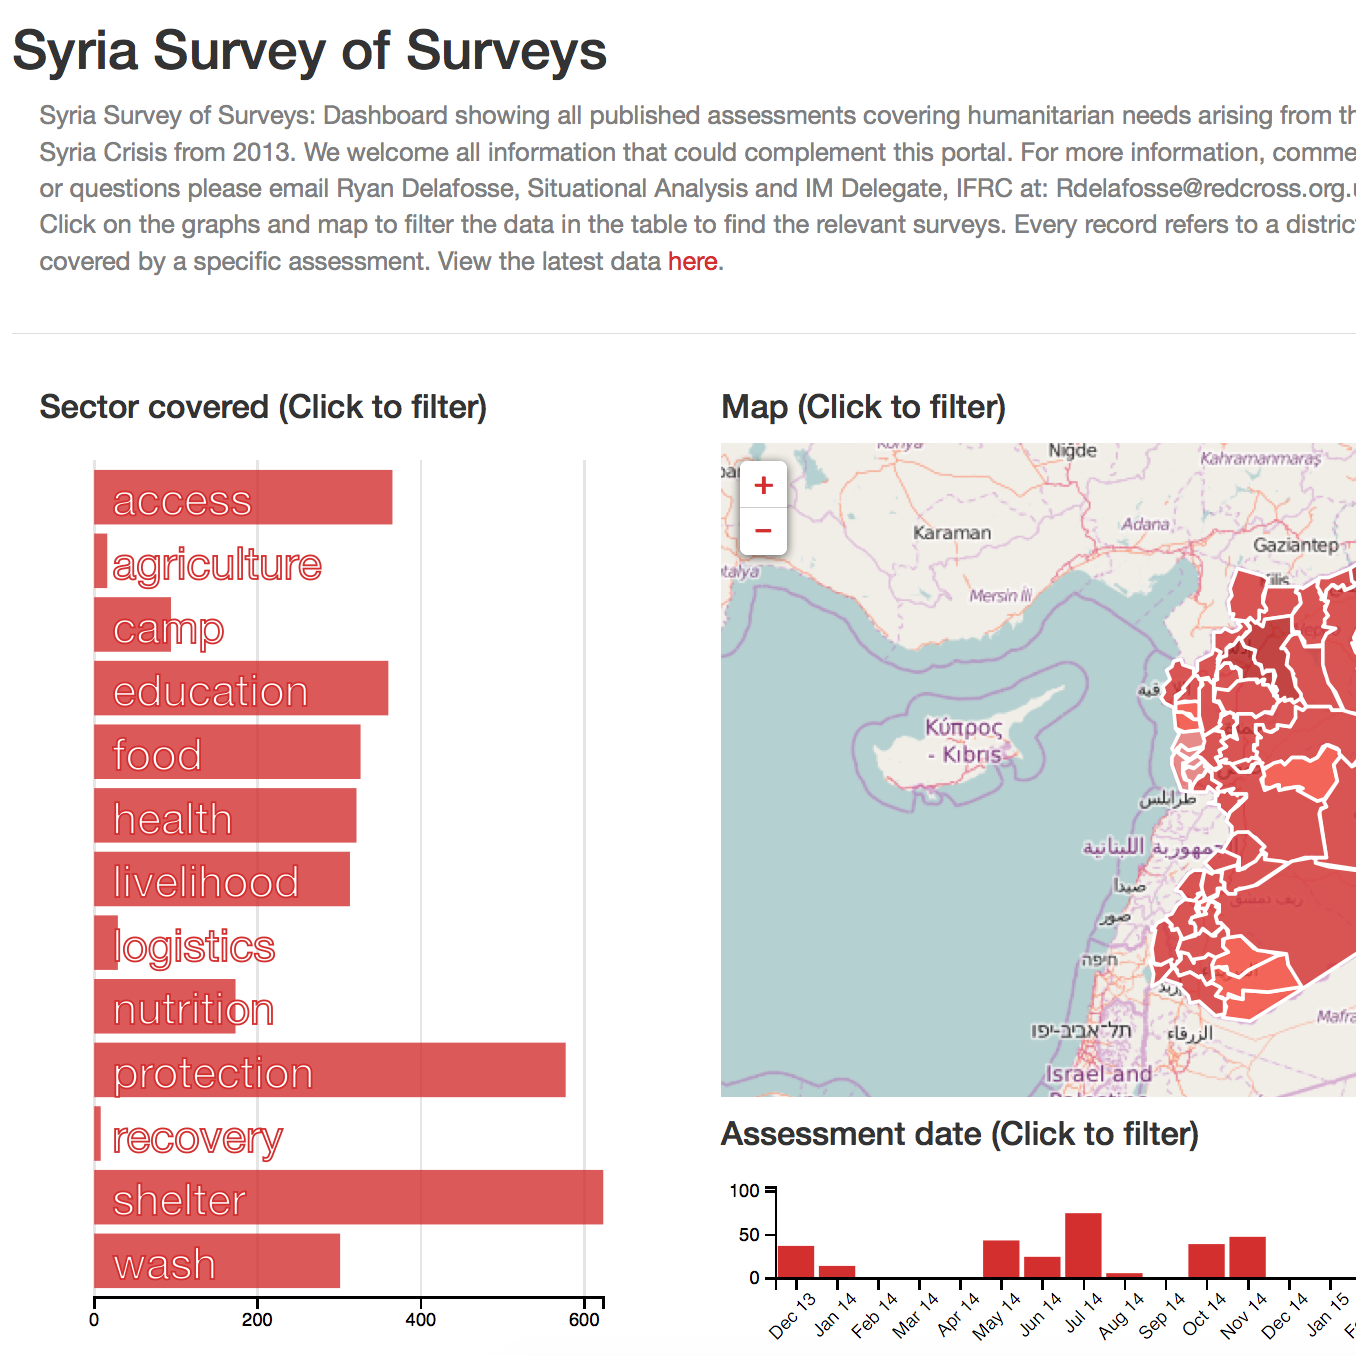 Syria Survey of Surveys
Syria Survey of Surveys: Dashboard showing all published assessments covering humanitarian needs arising from th
Syria Crisis from 2013. We welcome all information that could complement this portal. For more information, comme
or questions please email Ryan Delafosse, Situational Analysis and IM Delegate, IFRC at: Rdelafosse@redcross.org.u
Click on the graphs and map to filter the data in the table to find the relevant surveys. Every record refers to a distric
covered by a specific assessment. View the latest data here.
Sector covered (Click to filter)
access
agriculture
camp
education
food
health
livelihood
logistics
nutrition
protection
recovery
shelter
wash
0
200
400
600
Map (Click to filter)
+
−
Konya
Niğde
Kahramanmaraş
Karaman
Adana
Gaziantep
talya
Mersin İli
Κύπρος
- Kıbrıs
طرابلس
صيدا
صور
חיפה
תל־אביב-יפו
الزرقاء
Mafra
Israel and
Assessment date (Click to filter)
100
50
0
Dec 13
Jan 14
Feb 14
Mar 14
Apr 14
May 14
Jun 14
Jul 14
Aug 14
Sep 14
Oct 14
Nov 14
Dec 14
Jan 15